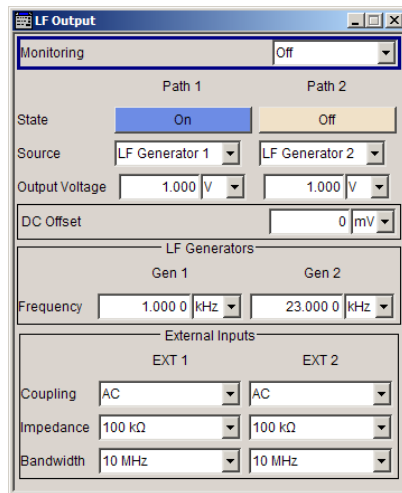 LF Output
Monitoring Off
Path 1 Path 2
State On Off
Source LF Generator 1 LF Generator 2
Output Voltage 1.000 V 1.000 V
DC Offset 0 mV
LF Generators
Gen 1 Gen 2
Frequency 1.000 0 kHz 23.000 0 kHz
External Inputs
EXT 1 EXT 2
Coupling AC AC
Impedance 100 kΩ 100 kΩ
Bandwidth 10 MHz 10 MHz